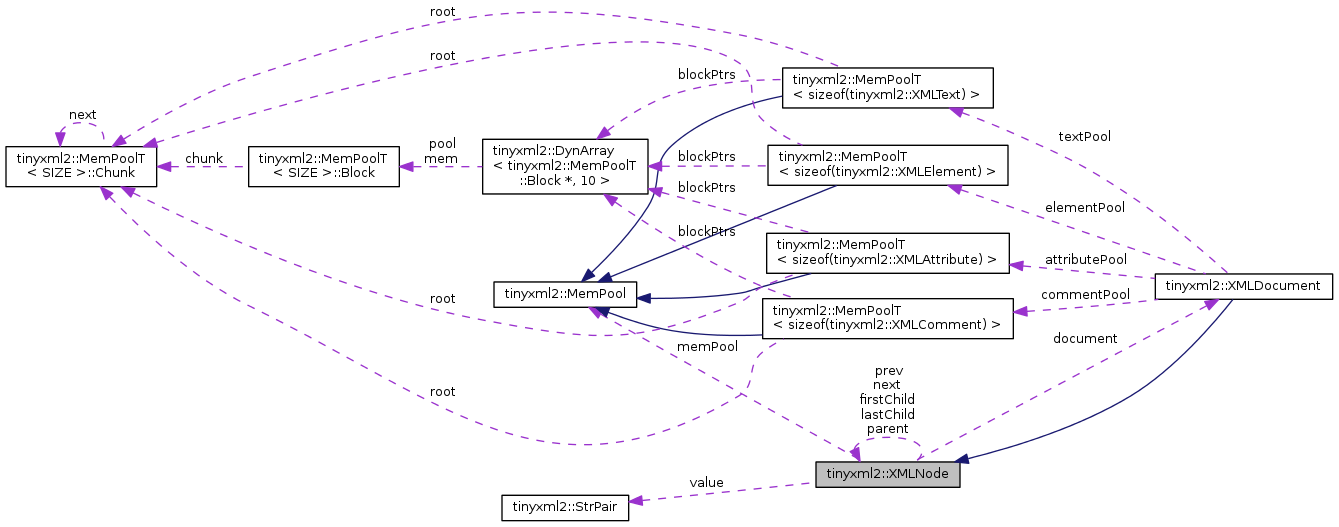 root
root
tinyxml2::MemPoolT
< sizeof(tinyxml2::XMLText) >
blockPtrs
textPool
next
tinyxml2::MemPoolT
< SIZE >::Chunk
chunk
tinyxml2::MemPoolT
< SIZE >::Block
pool
mem
tinyxml2::DynArray
< tinyxml2::MemPoolT
::Block *, 10 >
blockPtrs
tinyxml2::MemPoolT
< sizeof(tinyxml2::XMLElement) >
blockPtrs
elementPool
blockPtrs
tinyxml2::MemPoolT
< sizeof(tinyxml2::XMLAttribute) >
attributePool
tinyxml2::XMLDocument
root
tinyxml2::MemPool
tinyxml2::MemPoolT
< sizeof(tinyxml2::XMLComment) >
commentPool
memPool
document
root
prev
next
firstChild
lastChild
parent
tinyxml2::XMLNode
value
tinyxml2::StrPair